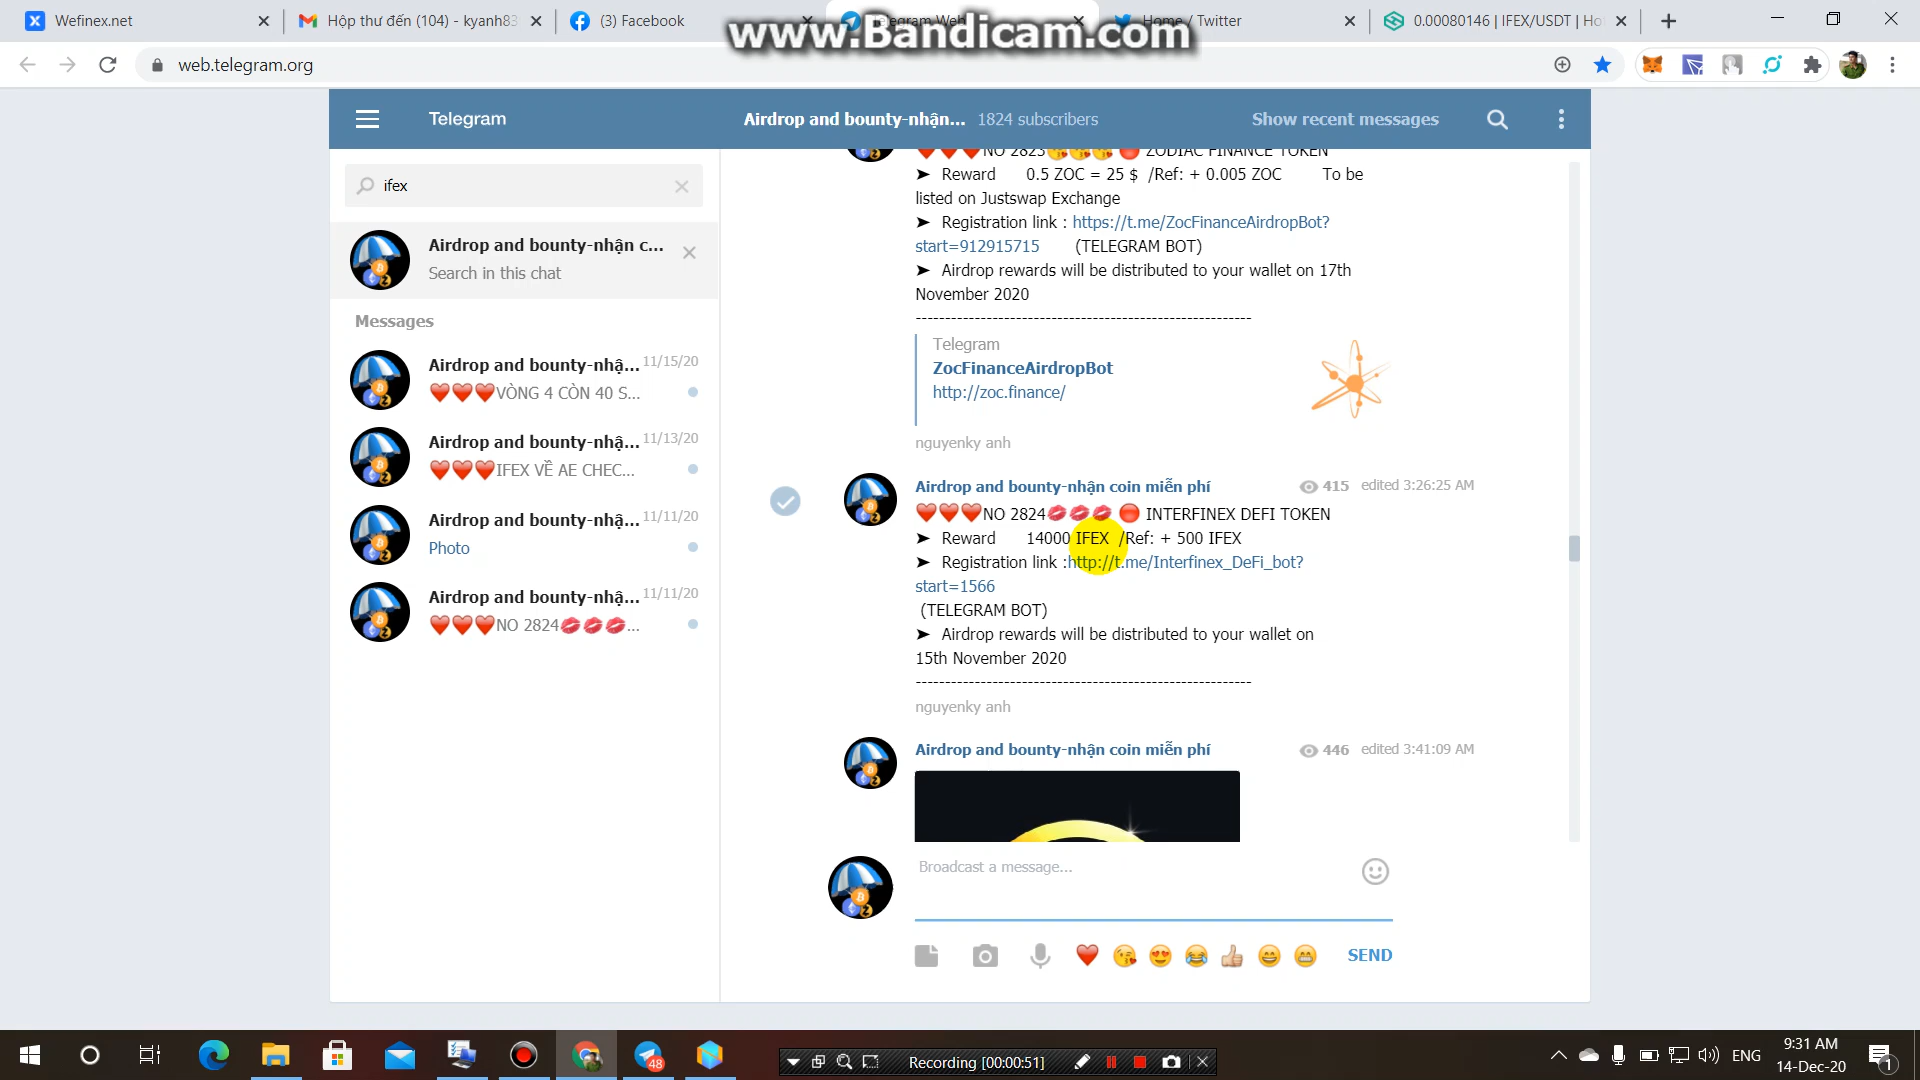 Wefinex.net
Hộp thư đến (104) - kyanh83
(3) Facebook
Telegram Web
Home / Twitter
0.00080146 | IFEX/USDT | Ho
www.Bandicam.com
web.telegram.org
Telegram
Airdrop and bounty-nhận... 1824 subscribers
Show recent messages
ifex
Airdrop and bounty-nhận c...
Search in this chat
Messages
Airdrop and bounty-nhậ... 11/15/20
❤️❤️❤️VÒNG 4 CÒN 40 S...
Airdrop and bounty-nhậ... 11/13/20
❤️❤️❤️IFEX VỀ AE CHEC...
Airdrop and bounty-nhậ... 11/11/20
Photo
Airdrop and bounty-nhậ... 11/11/20
❤️❤️❤️NO 2824💋💋💋...
❤️❤️❤️NO 2823😘😘😘 🔴 ZODIAC FINANCE TOKEN
➤ Reward 0.5 ZOC = 25 $ /Ref: + 0.005 ZOC To be
listed on Justswap Exchange
➤ Registration link : https://t.me/ZocFinanceAirdropBot?
start=912915715 (TELEGRAM BOT)
➤ Airdrop rewards will be distributed to your wallet on 17th
November 2020
---------------------------------------------------------
Telegram
ZocFinanceAirdropBot
http://zoc.finance/
nguyenky anh
Airdrop and bounty-nhận coin miễn phí 415 edited 3:26:25 AM
❤️❤️❤️NO 2824💋💋💋 🔴 INTERFINEX DEFI TOKEN
➤ Reward 14000 IFEX /Ref: + 500 IFEX
➤ Registration link :http://t.me/Interfinex_DeFi_bot?
start=1566
(TELEGRAM BOT)
➤ Airdrop rewards will be distributed to your wallet on
15th November 2020
---------------------------------------------------------
nguyenky anh
Airdrop and bounty-nhận coin miễn phí 446 edited 3:41:09 AM
Broadcast a message...
SEND
48
Recording [00:00:51]
ENG
9:31 AM
14-Dec-20
1